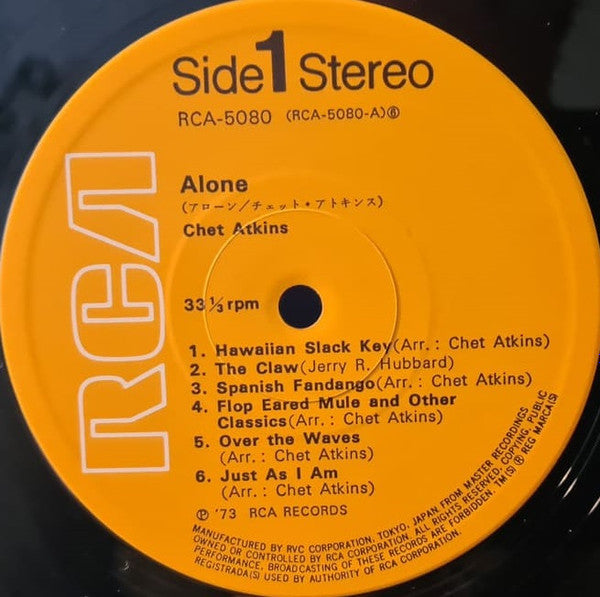 Side 1 Stereo
RCA-5080 (RCA-5080-A)⑥
RCA
Alone
(アローン/チェット・アトキンス)
Chet Atkins
33⅓ rpm
1. Hawaiian Slack Key(Arr. : Chet Atkins)
2. The Claw(Jerry R. Hubbard)
3. Spanish Fandango(Arr. : Chet Atkins)
4. Flop Eared Mule and Other
Classics(Arr. : Chet Atkins)
5. Over the Waves
(Arr. : Chet Atkins)
6. Just As I Am
(Arr. : Chet Atkins)
℗ '73 RCA RECORDS
MANUFACTURED BY RVC CORPORATION, TOKYO, JAPAN, FROM MASTER RECORDINGS
OWNED OR CONTROLLED BY RCA CORPORATION. ALL RIGHTS RESERVED, COPYING, PUBLIC
PERFORMANCE, BROADCASTING OF THESE RECORDS ARE FORBIDDEN. TM(S) ® REG MARCA(S)
REGISTRADA(S) USED BY AUTHORITY OF RCA CORPORATION.